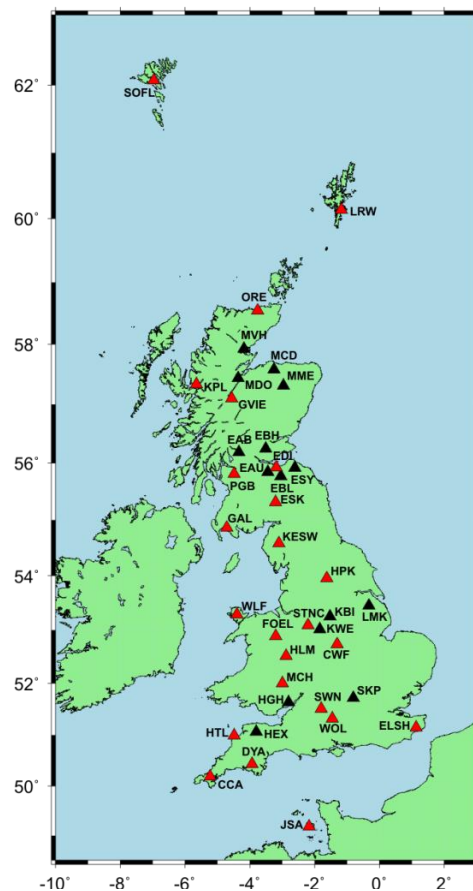 62˚
SOFL
60˚
LRW
ORE
58˚
MVH
MCD
MME
MDO
KPL
GVIE
EBH
EAB
EDI
56˚
EAU
ESY
PGB
EBL
ESK
GAL
KESW
54˚
HPK
WLF
STNC
KBI
LMK
FOEL
KWE
CWF
HLM
52˚
MCH
SWN
SKP
HGH
WOL
ELSH
HTL
HEX
DYA
50˚
CCA
JSA
-10˚ -8˚ -6˚ -4˚ -2˚ 0˚ 2˚